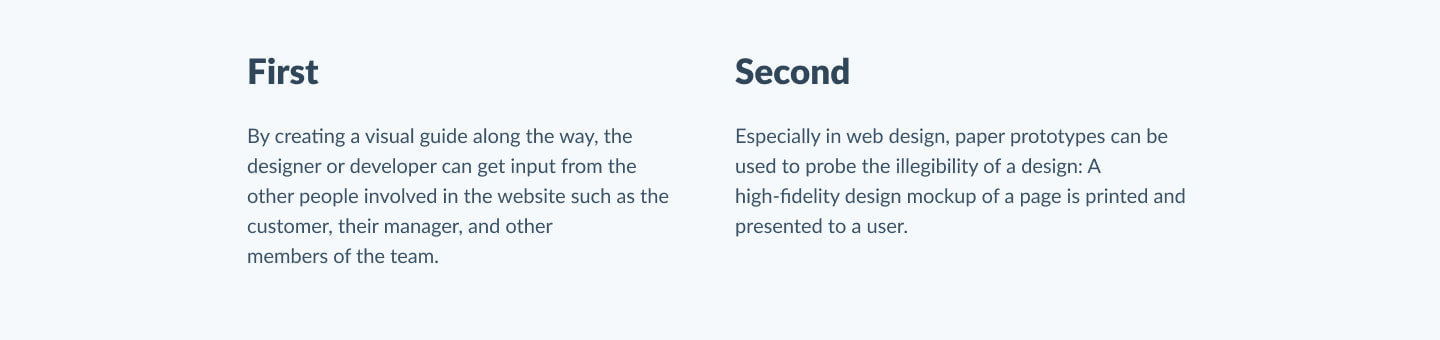 First
By creating a visual guide along the way, the
designer or developer can get input from the
other people involved in the website such as the
customer, their manager, and other
members of the team.
Second
Especially in web design, paper prototypes can be
used to probe the illegibility of a design: A
high-fidelity design mockup of a page is printed and
presented to a user.